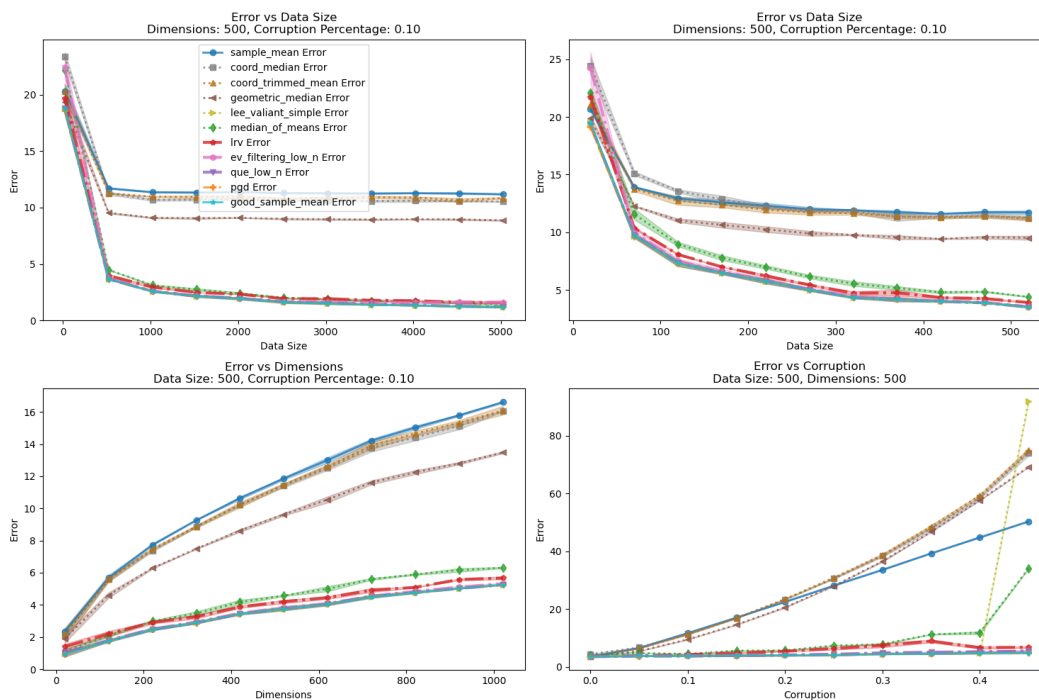 Error vs Data Size
Dimensions: 500, Corruption Percentage: 0.10
Error
20
15
10
5
0
sample_mean Error
coord_median Error
coord_trimmed_mean Error
geometric_median Error
lee_valiant_simple Error
median_of_means Error
lrv Error
ev_filtering_low_n Error
que_low_n Error
pgd Error
good_sample_mean Error
0
1000
2000
3000
4000
5000
Data Size
Error vs Data Size
Dimensions: 500, Corruption Percentage: 0.10
Error
25
20
15
10
5
0
100
200
300
400
500
Data Size
Error vs Dimensions
Data Size: 500, Corruption Percentage: 0.10
Error
16
14
12
10
8
6
4
2
0
0
200
400
600
800
1000
Dimensions
Error vs Corruption
Data Size: 500, Dimensions: 500
Error
80
60
40
20
0
0.0
0.1
0.2
0.3
0.4
Corruption